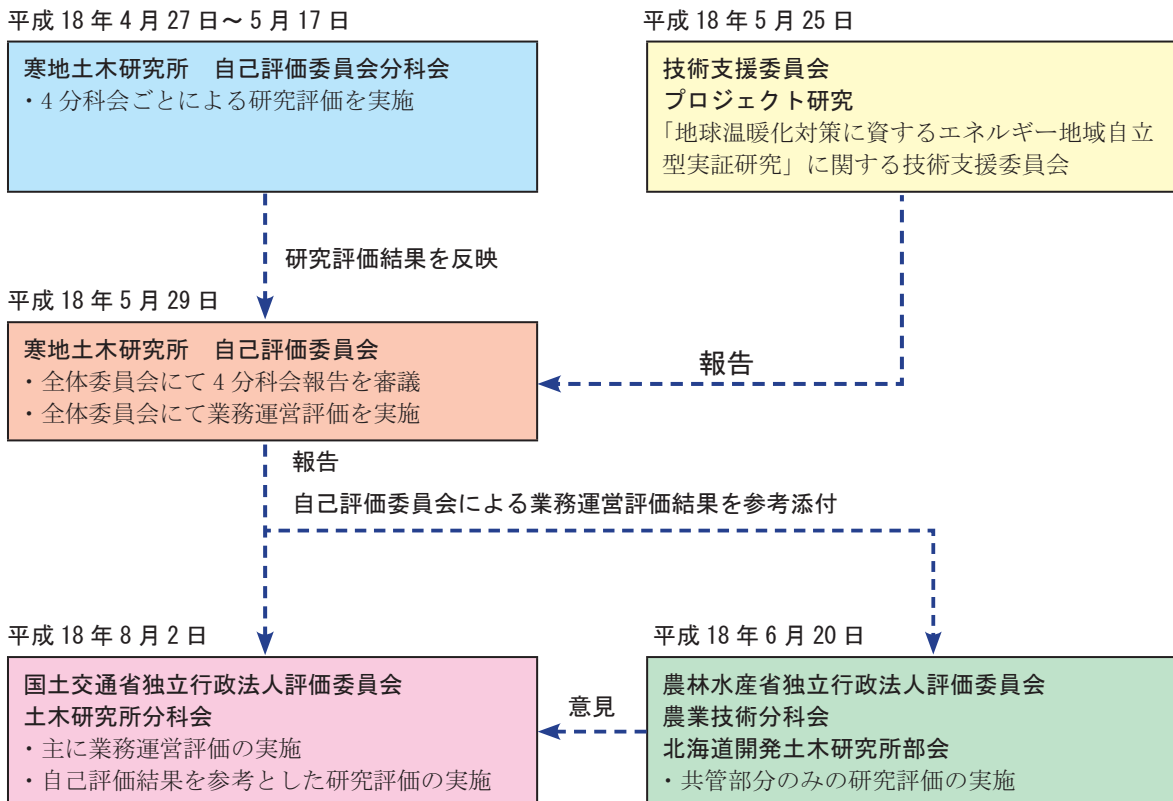 平成 18 年 4 月 27 日～ 5 月 17 日
寒地土木研究所　自己評価委員会分科会
・4 分科会ごとによる研究評価を実施
平成 18 年 5 月 25 日
技術支援委員会
プロジェクト研究
「地球温暖化対策に資するエネルギー地域自立
型実証研究」に関する技術支援委員会
研究評価結果を反映
平成 18 年 5 月 29 日
寒地土木研究所　自己評価委員会
・全体委員会にて 4 分科会報告を審議
・全体委員会にて業務運営評価を実施
報告
報告
自己評価委員会による業務運営評価結果を参考添付
平成 18 年 8 月 2 日
国土交通省独立行政法人評価委員会
土木研究所分科会
・主に業務運営評価の実施
・自己評価結果を参考とした研究評価の実施
意見
平成 18 年 6 月 20 日
農林水産省独立行政法人評価委員会
農業技術分科会
北海道開発土木研究所部会
・共管部分のみの研究評価の実施